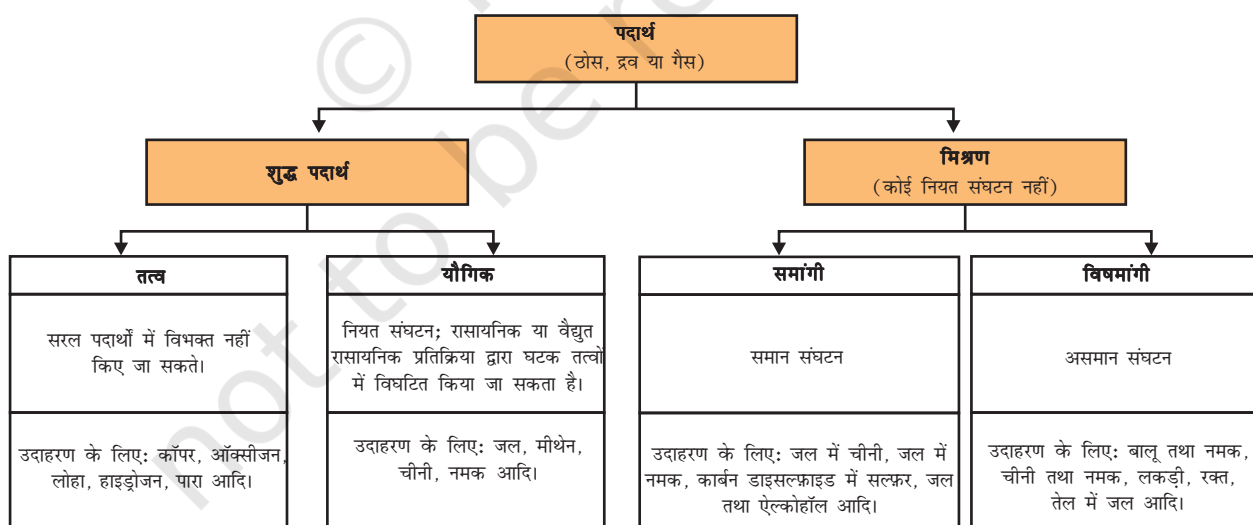 पदार्थ
(ठोस, द्रव या गैस)
शुद्ध पदार्थ
मिश्रण
(कोई नियत संघटन नहीं)
तत्व
सरल पदार्थों में विभक्त नहीं
किए जा सकते।
उदाहरण के लिए: कॉपर, ऑक्सीजन,
लोहा, हाइड्रोजन, पारा आदि।
यौगिक
नियत संघटन; रासायनिक या वैद्युत
रासायनिक प्रतिक्रिया द्वारा घटक तत्वों
में विघटित किया जा सकता है।
उदाहरण के लिए: जल, मीथेन,
चीनी, नमक आदि।
समांगी
समान संघटन
उदाहरण के लिए: जल में चीनी, जल में
नमक, कार्बन डाइसल्फ़ाइड में सल्फ़र, जल
तथा ऐल्कोहॉल आदि।
विषमांगी
असमान संघटन
उदाहरण के लिए: बालू तथा नमक,
चीनी तथा नमक, लकड़ी, रक्त,
तेल में जल आदि।
©
not to be